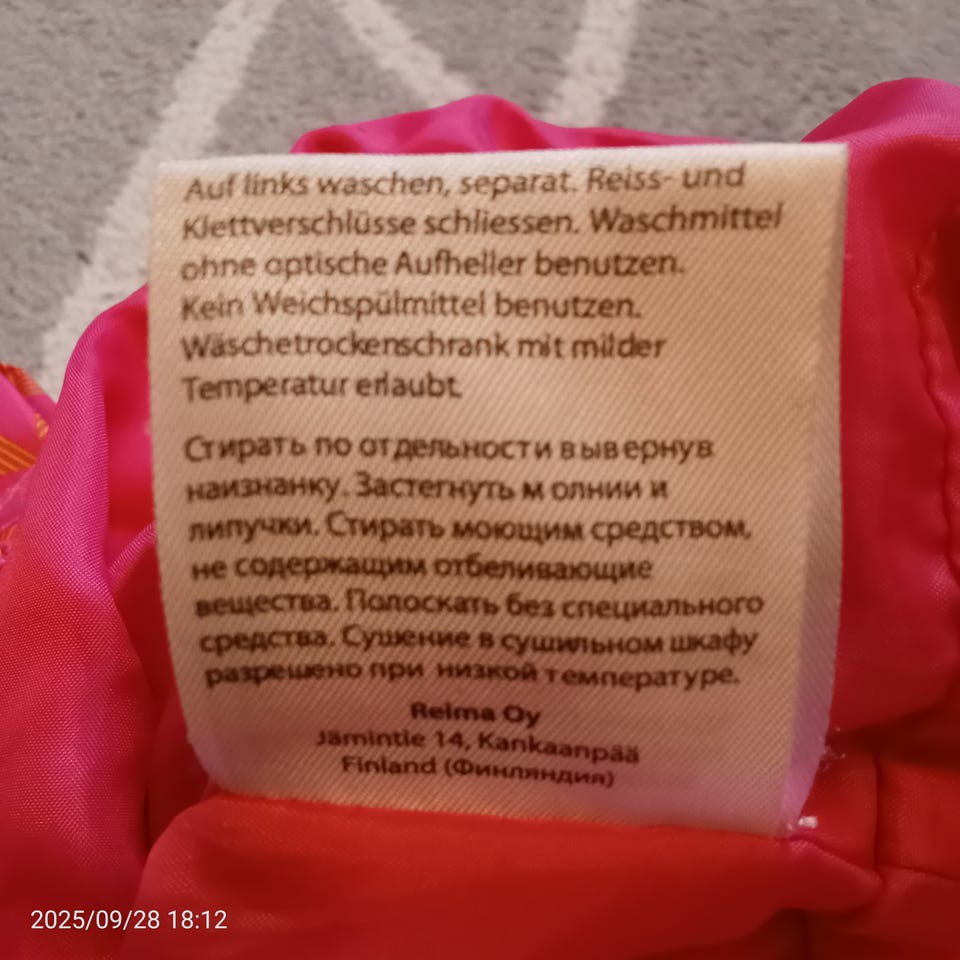 Auf links waschen, separat. Reiss- und
Klettverschlüsse schliessen. Waschmittel
ohne optische Aufheller benutzen.
Kein Weichspülmittel benutzen.
Wäschetrockenschrank mit milder
Temperatur erlaubt.
Стирать по отдельности вывернув
наизнанку. Застегнуть молнии и
липучки. Стирать моющим средством,
не содержащим отбеливающие
вещества. Полоскать без специального
средства. Сушение в сушильном шкафу
разрешено при низкой температуре.
Reima Oy
Jämintie 14, Kankaanpää
Finland (Финляндия)
2025/09/28 18:12